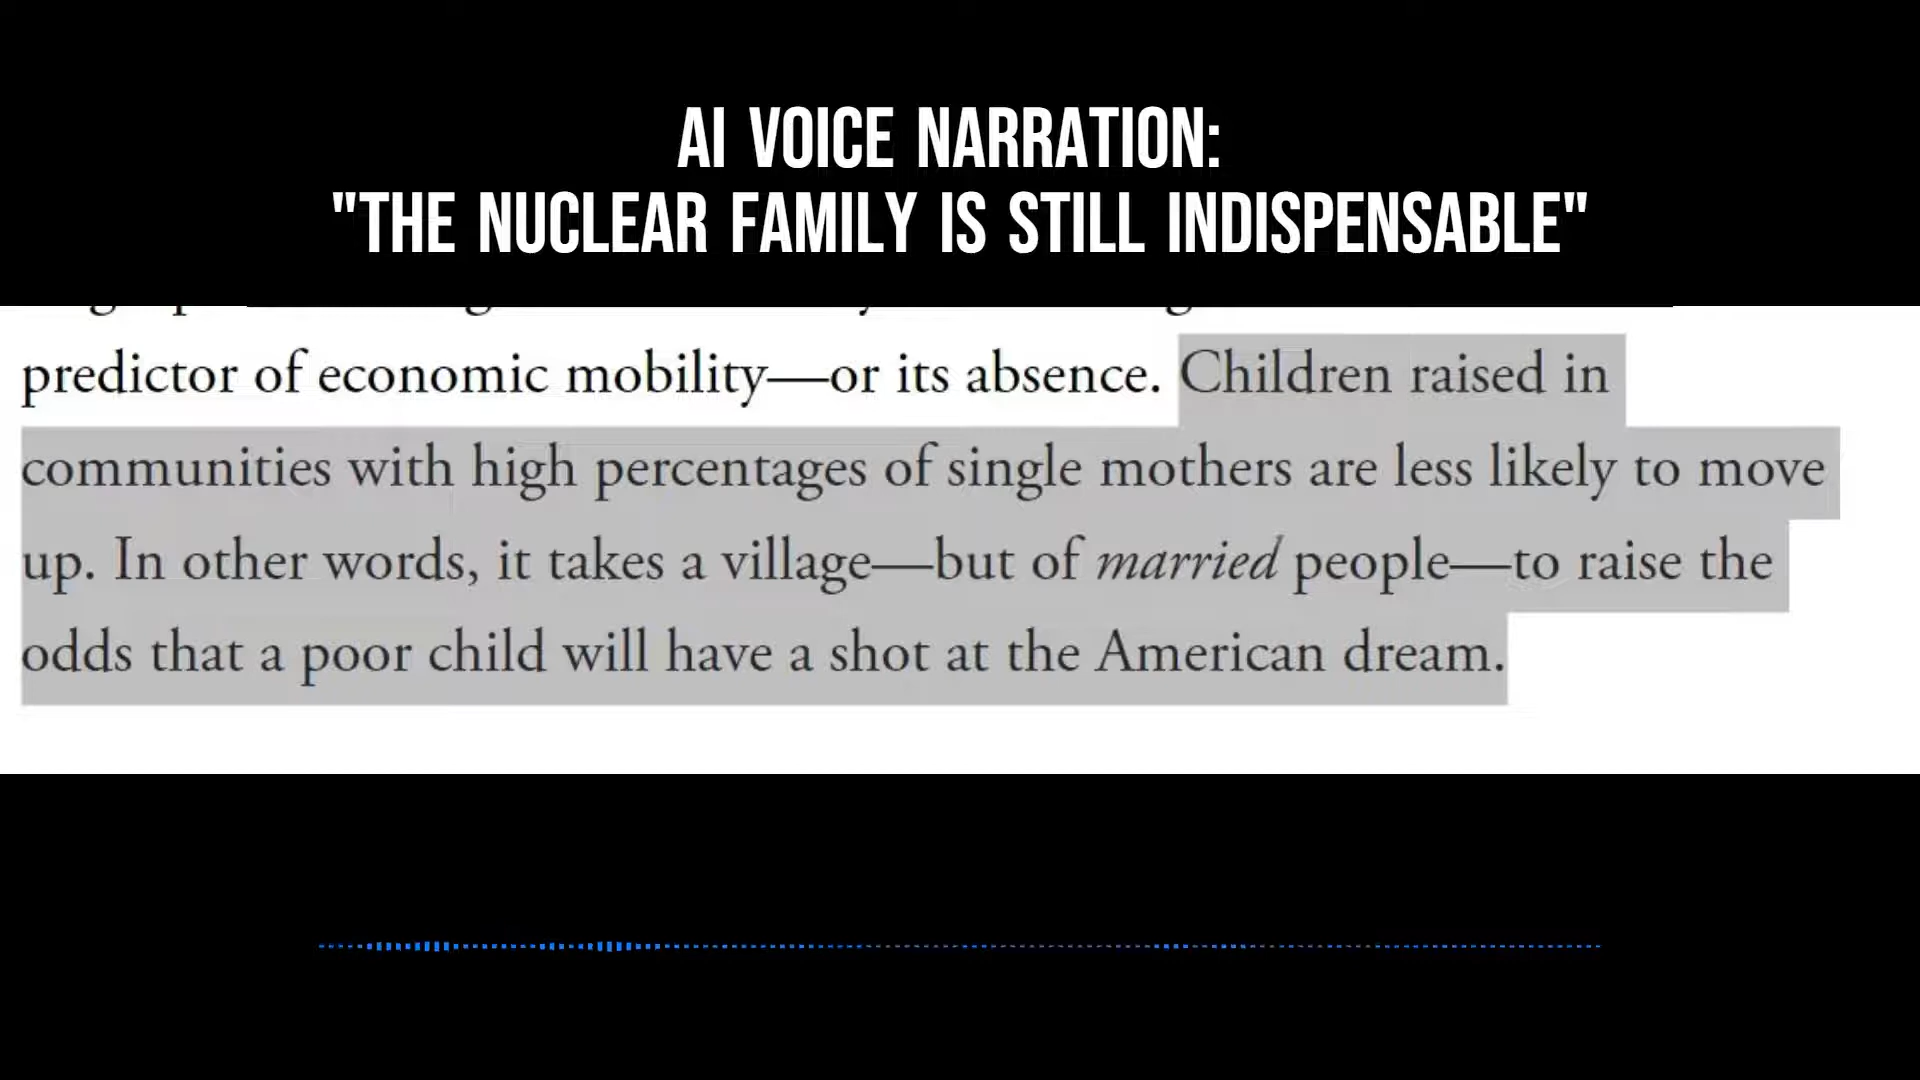 AI VOICE NARRATION:
"THE NUCLEAR FAMILY IS STILL INDISPENSABLE"
predictor of economic mobility—or its absence. Children raised in
communities with high percentages of single mothers are less likely to move
up. In other words, it takes a village—but of married people—to raise the
odds that a poor child will have a shot at the American dream.